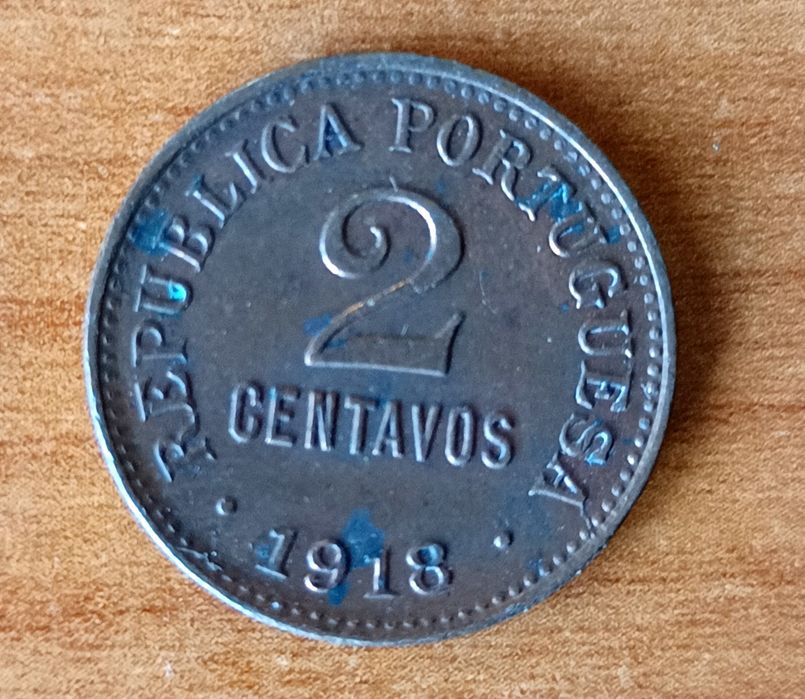 REPUBLICA PORTUGUESA
2
CENTAVOS
· 1918 ·